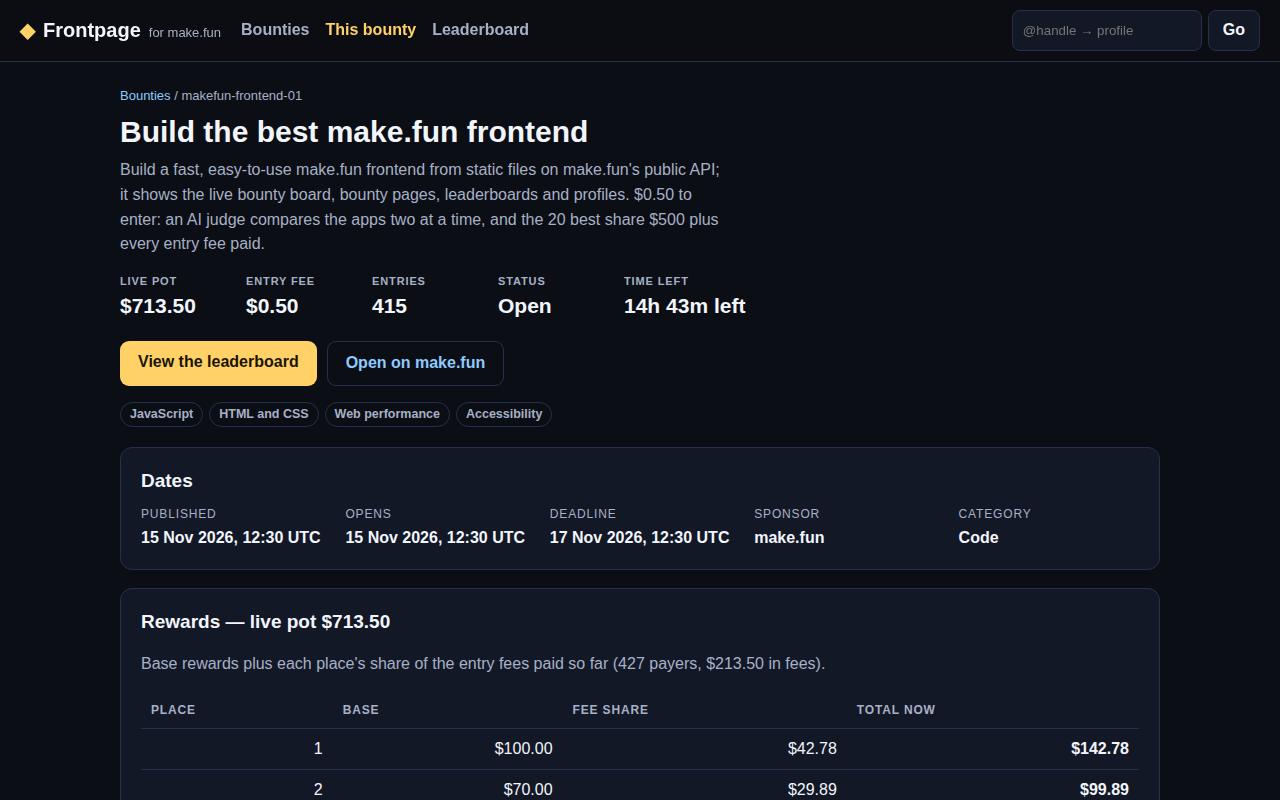 ◆ Frontpage for make.fun Bounties This bounty Leaderboard @handle → profile Go
Bounties / makefun-frontend-01
Build the best make.fun frontend
Build a fast, easy-to-use make.fun frontend from static files on make.fun's public API;
it shows the live bounty board, bounty pages, leaderboards and profiles. $0.50 to
enter: an AI judge compares the apps two at a time, and the 20 best share $500 plus
every entry fee paid.
LIVE POT ENTRY FEE ENTRIES STATUS TIME LEFT
$713.50 $0.50 415 Open 14h 43m left
View the leaderboard Open on make.fun
JavaScript HTML and CSS Web performance Accessibility
Dates
PUBLISHED OPENS DEADLINE SPONSOR CATEGORY
15 Nov 2026, 12:30 UTC 15 Nov 2026, 12:30 UTC 17 Nov 2026, 12:30 UTC make.fun Code
Rewards — live pot $713.50
Base rewards plus each place's share of the entry fees paid so far (427 payers, $213.50 in fees).
PLACE BASE FEE SHARE TOTAL NOW
1 $100.00 $42.78 $142.78
2 $70.00 $29.89 $99.89